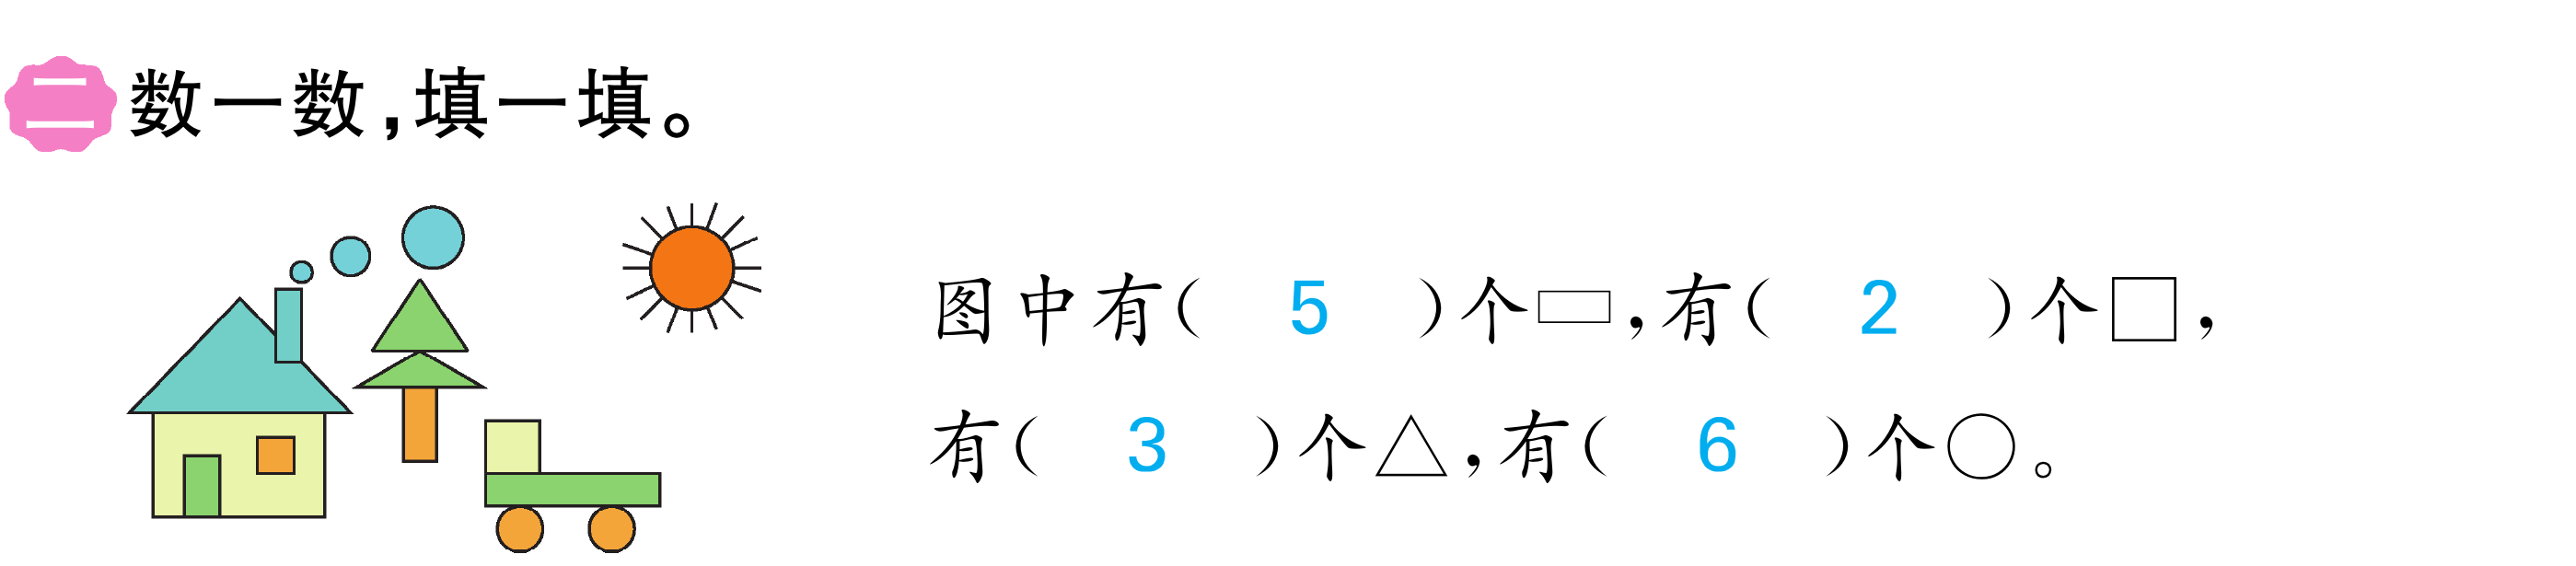 二 数一数,填一填。
图中有( 5 )个▭,有( 2 )个□,
有( 3 )个△,有( 6 )个○。